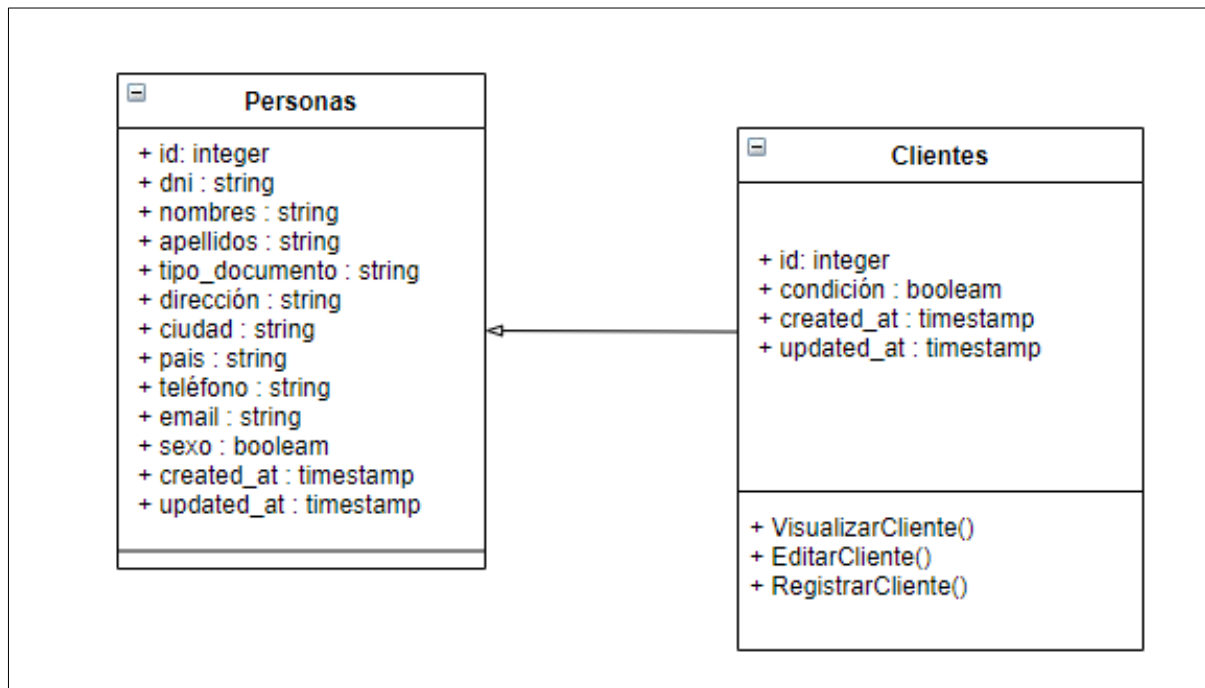 Personas
+ id: integer
+ dni : string
+ nombres : string
+ apellidos : string
+ tipo_documento : string
+ dirección : string
+ ciudad : string
+ pais : string
+ teléfono : string
+ email : string
+ sexo : booleam
+ created_at : timestamp
+ updated_at : timestamp
Clientes
+ id: integer
+ condición : booleam
+ created_at : timestamp
+ updated_at : timestamp
+ VisualizarCliente()
+ EditarCliente()
+ RegistrarCliente()